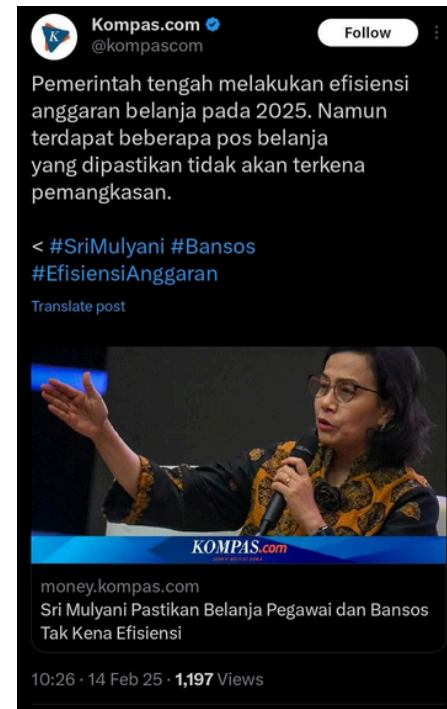 Kompas.com
Follow
@kompascom
Pemerintah tengah melakukan efisiensi
anggaran belanja pada 2025. Namun
terdapat beberapa pos belanja
yang dipastikan tidak akan terkena
pemangkasan.
< #SriMulyani #Bansos
#EfisiensiAnggaran
Translate post
KOMPAS.com
money.kompas.com
Sri Mulyani Pastikan Belanja Pegawai dan Bansos
Tak Kena Efisiensi
10:26 · 14 Feb 25 · 1,197 Views